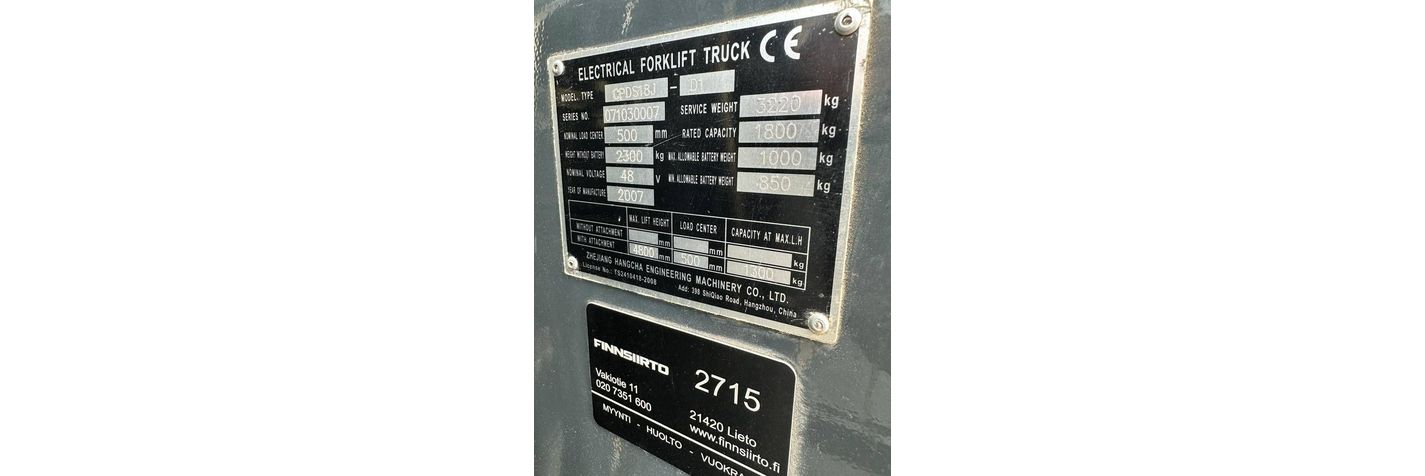 ELECTRICAL FORKLIFT TRUCK CE
MODEL. TYPE CPDS18J - D1
SERIES NO. 071030007 SERVICE WEIGHT 3220 kg
NOMINAL LOAD CENTER 500 mm RATED CAPACITY 1800 kg
WEIGHT WITHOUT BATTERY 2300 kg MAX. ALLOWABLE BATTERY WEIGHT 1000 kg
NOMINAL VOLTAGE 48 V MIN. ALLOWABLE BATTERY WEIGHT 850 kg
YEAR OF MANUFACTURE 2007
MAX. LIFT HEIGHT LOAD CENTER CAPACITY AT MAX.L.H
WITHOUT ATTACHMENT mm mm kg
WITH ATTACHMENT 4800 mm 500 mm 1300 kg
ZHEJIANG HANGCHA ENGINEERING MACHINERY CO., LTD.
License No.: TS2410418-2008 Add: 398 ShiQiao Road, Hangzhou, China
FINNSIIRTO 2715
Vakiotie 11 21420 Lieto
020 7351 600 www.finnsiirto.fi
MYYNTI - HUOLTO - VUOKRA